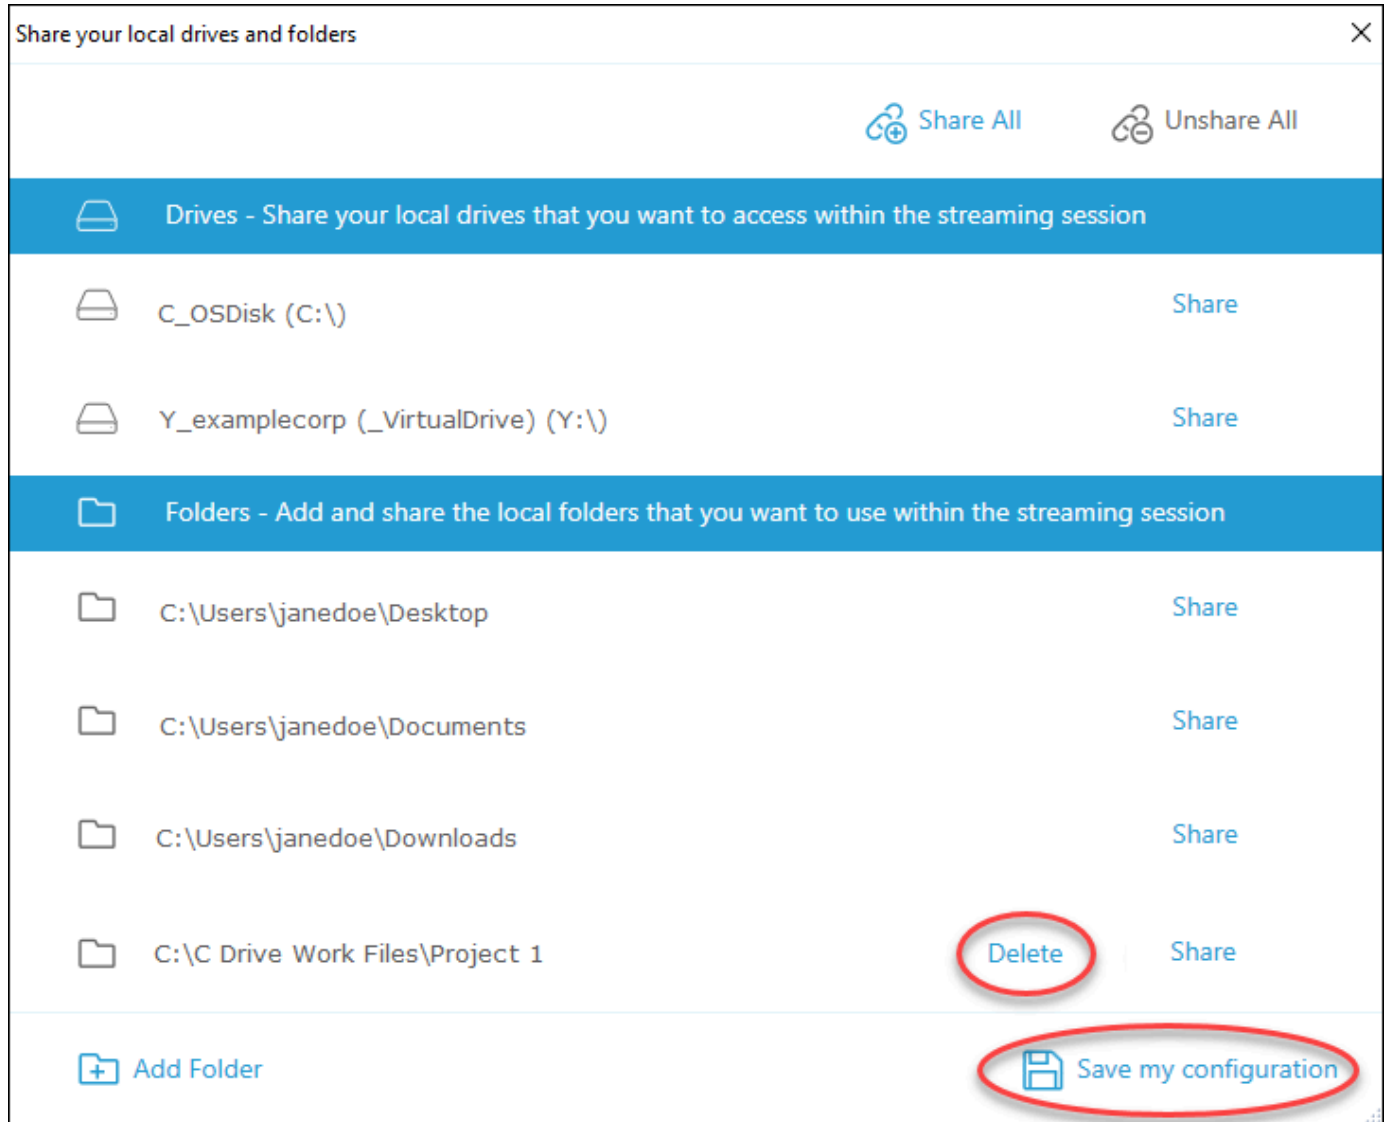 Share your local drives and folders
Share All
Unshare All
Drives - Share your local drives that you want to access within the streaming session
C_OSDisk (C:\)
Share
Y_examplecorp (_VirtualDrive) (Y:\)
Share
Folders - Add and share the local folders that you want to use within the streaming session
C:\Users\janedoe\Desktop
Share
C:\Users\janedoe\Documents
Share
C:\Users\janedoe\Downloads
Share
C:\C Drive Work Files\Project 1
Delete
Share
Add Folder
Save my configuration